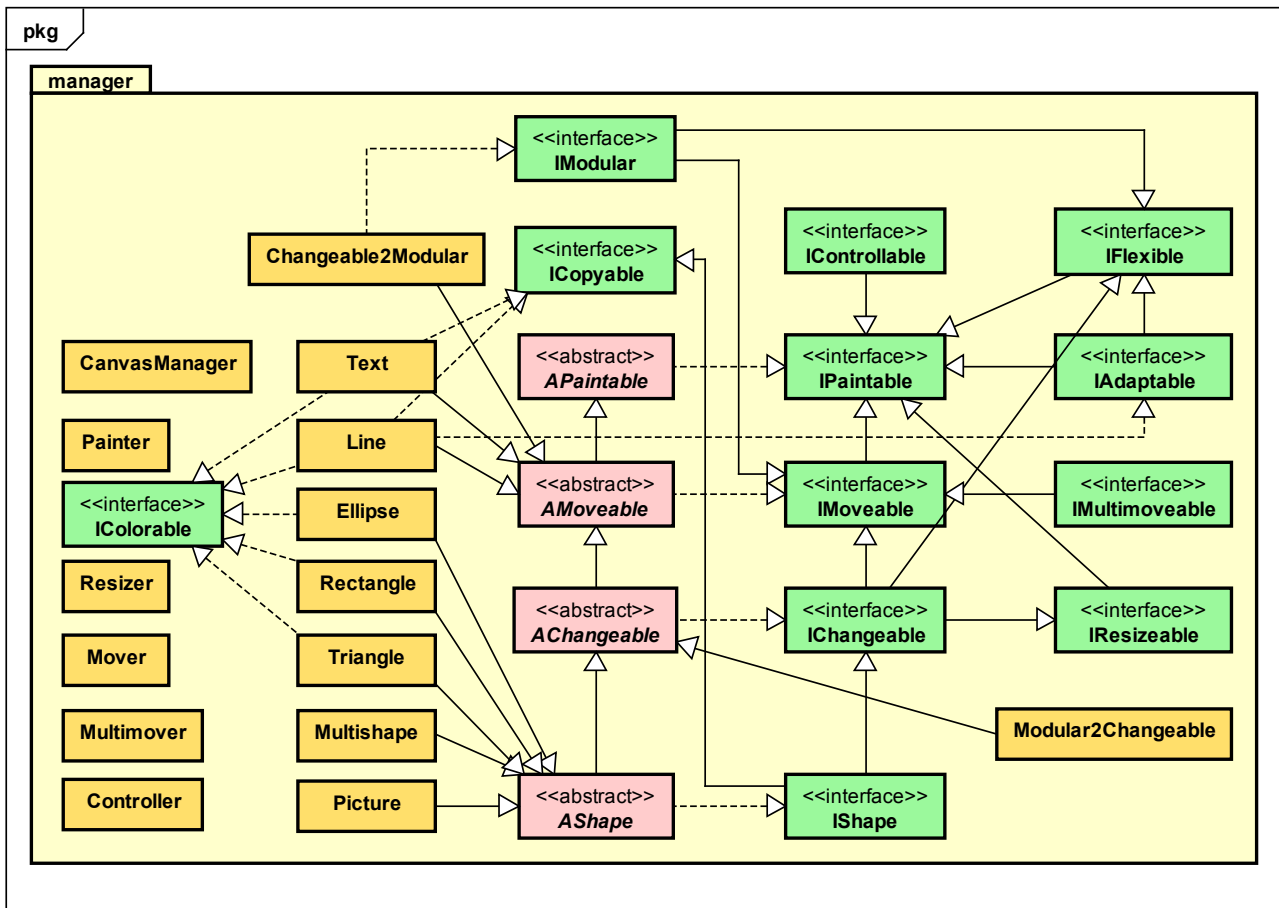 pkg
manager
<<interface>>
IModular
<<interface>>
ICopyable
<<interface>>
IControllable
<<interface>>
IFlexible
Changeable2Modular
CanvasManager
Text
<<abstract>>
APaintable
<<interface>>
IPaintable
<<interface>>
IAdaptable
Painter
Line
<<interface>>
IColorable
Ellipse
<<abstract>>
AMoveable
<<interface>>
IMoveable
<<interface>>
IMultimoveable
Resizer
Rectangle
<<abstract>>
AChangeable
<<interface>>
IChangeable
<<interface>>
IResizeable
Mover
Triangle
Multimover
Multishape
Modular2Changeable
Controller
Picture
<<abstract>>
AShape
<<interface>>
IShape